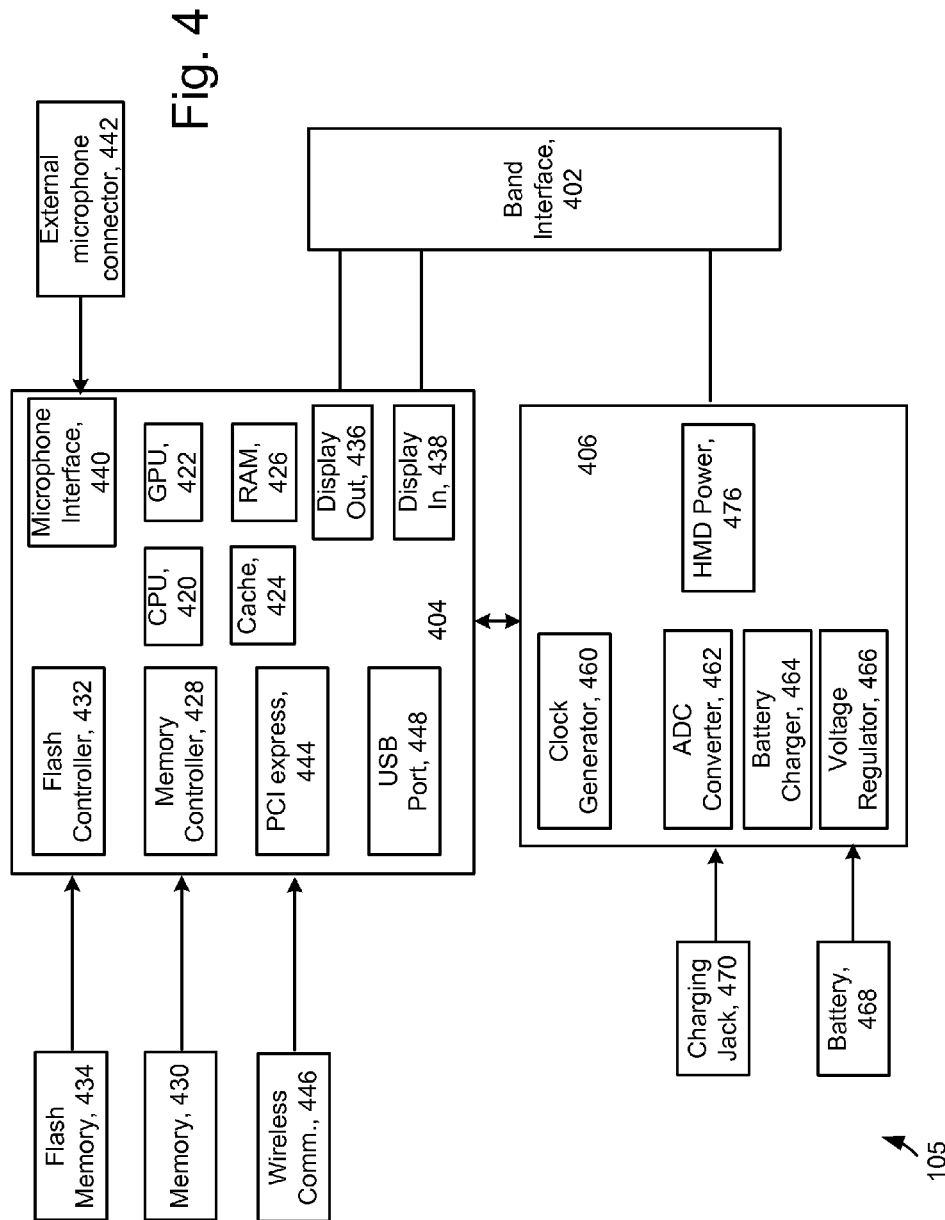 Fig. 4
External
microphone
connector, 442
Band
Interface,
402
Microphone
Interface,
440
GPU,
422
RAM,
426
Display
Out, 436
Display
In, 438
CPU,
420
Cache,
424
404
Flash
Controller, 432
Memory
Controller, 428
PCI express,
444
USB
Port, 448
406
HMD Power,
476
Clock
Generator, 460
ADC
Converter, 462
Battery
Charger, 464
Voltage
Regulator, 466
Flash
Memory, 434
Memory, 430
Wireless
Comm., 446
Charging
Jack, 470
Battery,
468
105